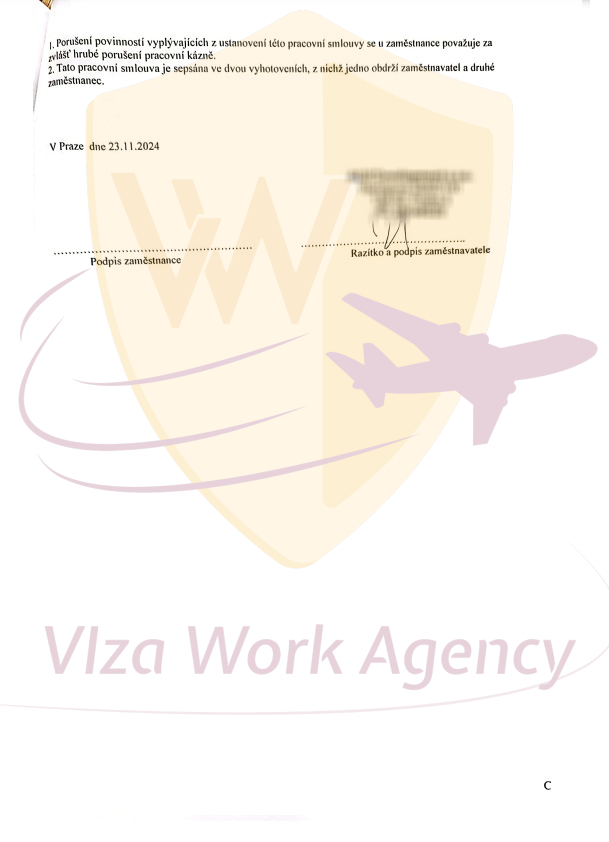 1. Porušení povinností vyplývajících z ustanovení této pracovní smlouvy se u zaměstnance považuje za
zvlášť hrubé porušení pracovní kázně.
2. Tato pracovní smlouva je sepsána ve dvou vyhotoveních, z nichž jedno obdrží zaměstnavatel a druhé
zaměstnanec.
V Praze dne 23.11.2024
Podpis zaměstnance
Razítko a podpis zaměstnavatele
VIza Work Agency
C